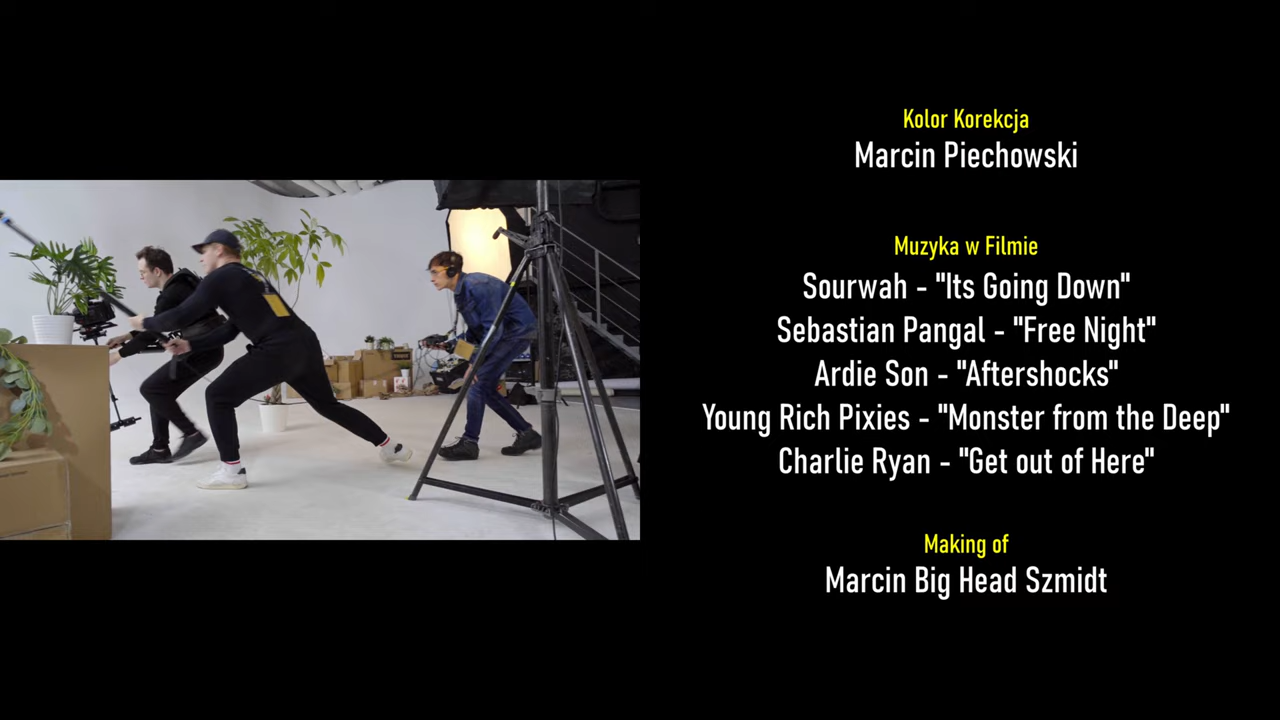 Kolor Korekcja
Marcin Piechowski
Muzyka w Filmie
Sourwah - "Its Going Down"
Sebastian Pangal - "Free Night"
Ardie Son - "Aftershocks"
Young Rich Pixies - "Monster from the Deep"
Charlie Ryan - "Get out of Here"
Making of
Marcin Big Head Szmidt